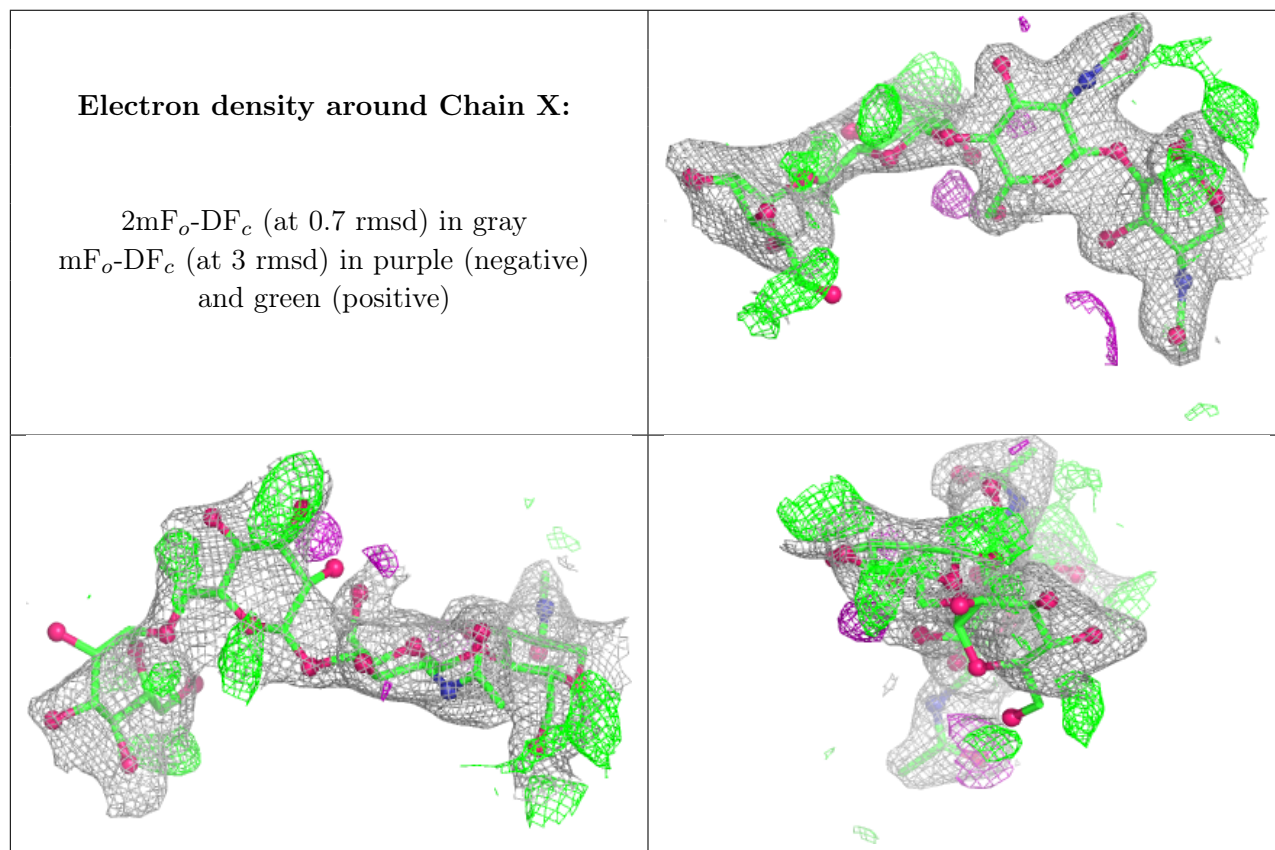 Electron density around Chain X:
2mFₒ-DF𝒸 (at 0.7 rmsd) in gray
mFₒ-DF𝒸 (at 3 rmsd) in purple (negative)
and green (positive)